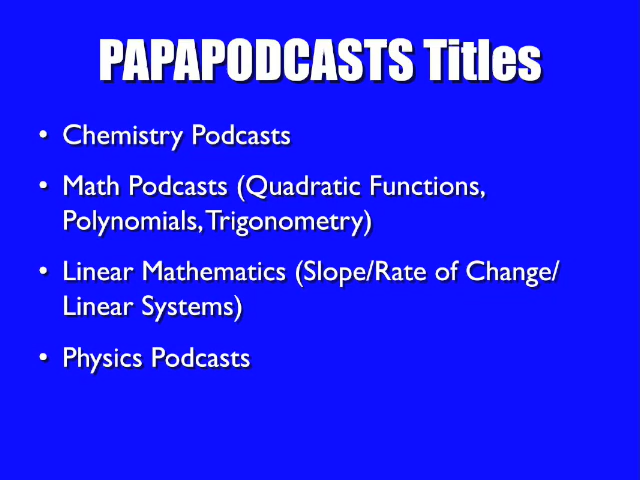 PAPAPODCASTS Titles
• Chemistry Podcasts
• Math Podcasts (Quadratic Functions,
Polynomials,Trigonometry)
• Linear Mathematics (Slope/Rate of Change/
Linear Systems)
• Physics Podcasts